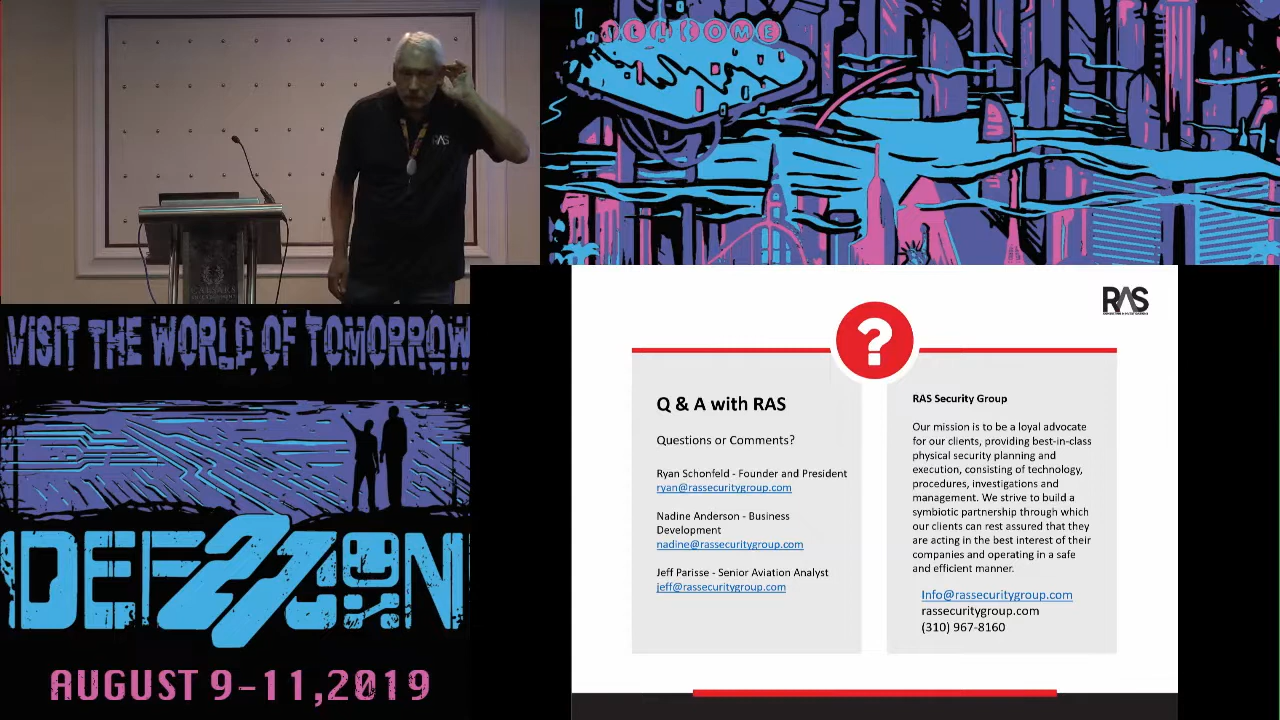 WELCOME
RAS
CAESARS
VISIT THE WORLD OF TOMORROW
DEFCON
27
AUGUST 9-11,2019
RAS
Q & A with RAS
Questions or Comments?
Ryan Schonfeld - Founder and President
ryan@rassecuritygroup.com
Nadine Anderson - Business
Development
nadine@rassecuritygroup.com
Jeff Parisse - Senior Aviation Analyst
jeff@rassecuritygroup.com
RAS Security Group
Our mission is to be a loyal advocate
for our clients, providing best-in-class
physical security planning and
execution, consisting of technology,
procedures, investigations and
management. We strive to build a
symbiotic partnership through which
our clients can rest assured that they
are acting in the best interest of their
companies and operating in a safe
and efficient manner.
Info@rassecuritygroup.com
rassecuritygroup.com
(310) 967-8160